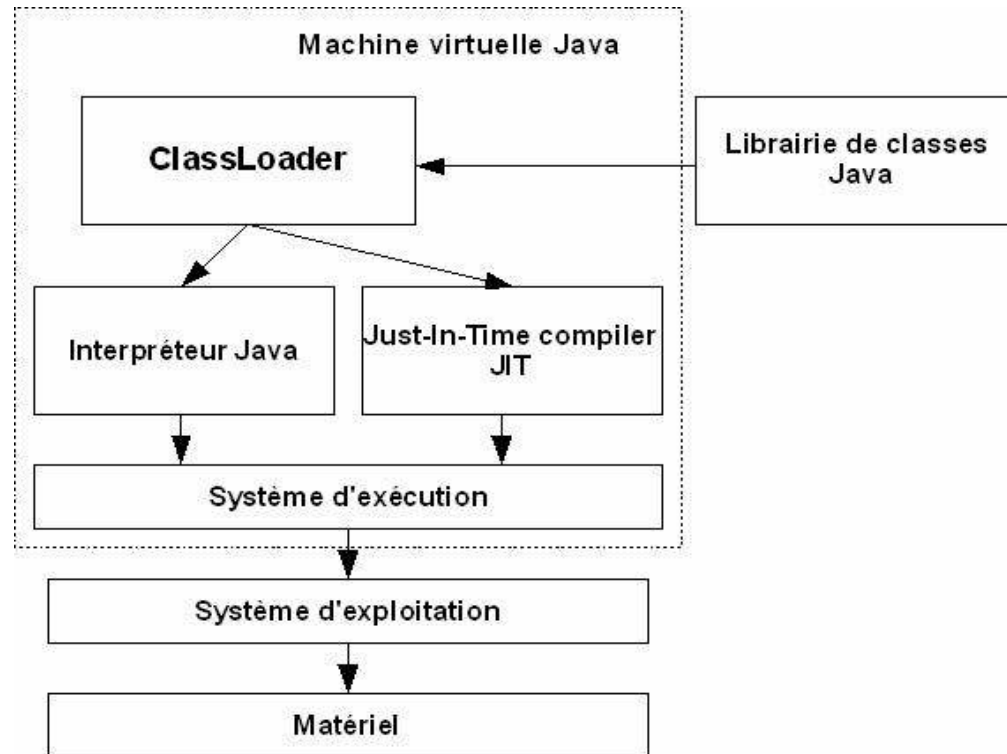 Machine virtuelle Java
ClassLoader
Librairie de classes
Java
Interpréteur Java
Just-In-Time compiler
JIT
Système d'exécution
Système d'exploitation
Matériel